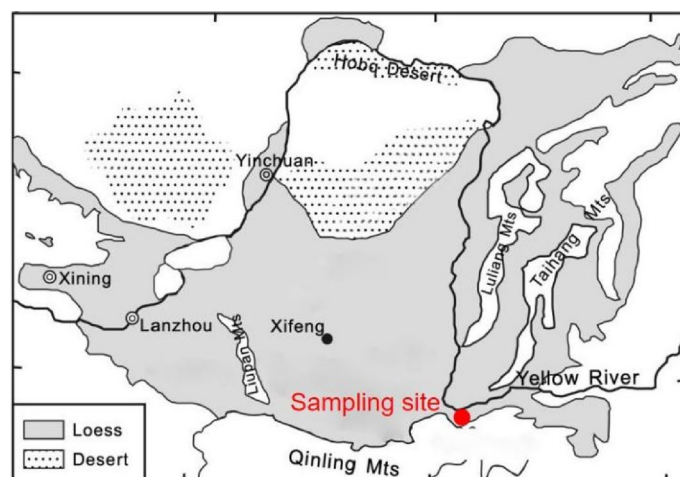 Hobq Desert
Yinchuan
Mts
Luliang Mts
Taihang
Xining
Lanzhou
Liupan Mts
Xifeng
Yellow River
Sampling site
Loess
Desert
Qinling Mts